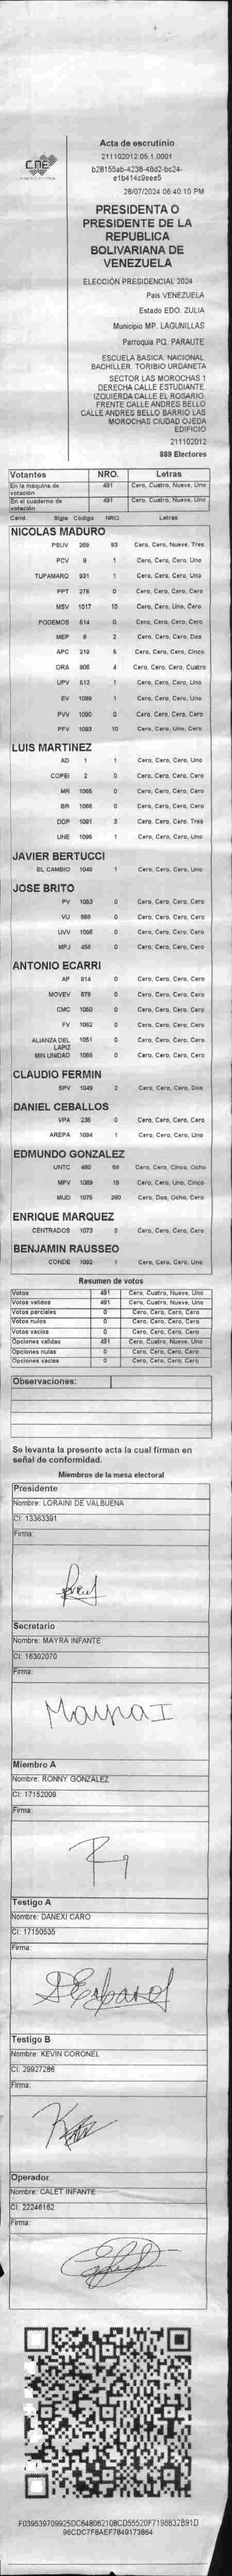 CNE
Acta de escrutinio
211102012.05.1.0001
b28155ab-4238-48d2-bc24-
e1b414c9eee5
28/07/2024 06:40:10 PM
PRESIDENTA O
PRESIDENTE DE LA
REPUBLICA
BOLIVARIANA DE
VENEZUELA
ELECCIÓN PRESIDENCIAL 2024
País VENEZUELA
Estado EDO. ZULIA
Municipio MP. LAGUNILLAS
Parroquia PQ. PARAUTE
ESCUELA BASICA. NACIONAL
BACHILLER. TORIBIO URDANETA
SECTOR LAS MOROCHAS 1
DERECHA CALLE ESTUDIANTE.
IZQUIERDA CALLE EL ROSARIO.
FRENTE CALLE ANDRES BELLO
CALLE ANDRES BELLO BARRIO LAS
MOROCHAS CIUDAD OJEDA
EDIFICIO
211102012
889 Electores
Votantes NRO. Letras
En la máquina de votación 491 Cero, Cuatro, Nueve, Uno
En el cuaderno de votación 491 Cero, Cuatro, Nueve, Uno
Cand. Sigla Código NRO. Letras
NICOLAS MADURO
PSUV 269 93 Cero, Cero, Nueve, Tres
PCV 9 1 Cero, Cero, Cero, Uno
TUPAMARO 931 1 Cero, Cero, Cero, Uno
PPT 276 0 Cero, Cero, Cero, Cero
MSV 1017 10 Cero, Cero, Uno, Cero
PODEMOS 614 0 Cero, Cero, Cero, Cero
MEP 6 2 Cero, Cero, Cero, Dos
APC 219 5 Cero, Cero, Cero, Cinco
ORA 906 4 Cero, Cero, Cero, Cuatro
UPV 613 1 Cero, Cero, Cero, Uno
EV 1089 1 Cero, Cero, Cero, Uno
PVV 1090 0 Cero, Cero, Cero, Cero
PFV 1093 10 Cero, Cero, Uno, Cero
LUIS MARTINEZ
AD 1 1 Cero, Cero, Cero, Uno
COPEI 2 0 Cero, Cero, Cero, Cero
MR 0 Cero, Cero, Cero, Cero
BR 0 Cero, Cero, Cero, Cero
DDP 1091 3 Cero, Cero, Cero, Tres
UNE 1 Cero, Cero, Cero, Uno
JAVIER BERTUCCI
EL CAMBIO 1 Cero, Cero, Cero, Uno
JOSE BRITO
PV 1053 0 Cero, Cero, Cero, Cero
VU 0 Cero, Cero, Cero, Cero
UVV 0 Cero, Cero, Cero, Cero
MPJ 0 Cero, Cero, Cero, Cero
ANTONIO ECARRI
AP 0 Cero, Cero, Cero, Cero
MOVEV 0 Cero, Cero, Cero, Cero
CMC 1050 0 Cero, Cero, Cero, Cero
FV 1052 0 Cero, Cero, Cero, Cero
ALIANZA DEL LAPIZ 1051 0 Cero, Cero, Cero, Cero
MIN UNIDAD 0 Cero, Cero, Cero, Cero
CLAUDIO FERMIN
SPV 1049 2 Cero, Cero, Cero, Dos
DANIEL CEBALLOS
VPA 236 0 Cero, Cero, Cero, Cero
AREPA 1094 1 Cero, Cero, Cero, Uno
EDMUNDO GONZALEZ
UNTC 58 Cero, Cero, Cinco, Ocho
MPV 15 Cero, Cero, Uno, Cinco
MUD 1075 280 Cero, Dos, Ocho, Cero
ENRIQUE MARQUEZ
CENTRADOS 1073 0 Cero, Cero, Cero, Cero
BENJAMIN RAUSSEO
CONDE 1092 1 Cero, Cero, Cero, Uno
Resumen de votos
Votos 491 Cero, Cuatro, Nueve, Uno
Votos validos 491 Cero, Cuatro, Nueve, Uno
Votos parciales 0 Cero, Cero, Cero, Cero
Votos nulos 0 Cero, Cero, Cero, Cero
Votos vacios 0 Cero, Cero, Cero, Cero
Opciones validas 491 Cero, Cuatro, Nueve, Uno
Opciones nulas 0 Cero, Cero, Cero, Cero
Opciones vacias 0 Cero, Cero, Cero, Cero
Observaciones:
Se levanta la presente acta la cual firman en
señal de conformidad.
Miembros de la mesa electoral
Presidente
Nombre: LORAINI DE VALBUENA
CI: 13363391
Firma:
Secretario
Nombre: MAYRA INFANTE
CI: 16302070
Firma:
Mayra I
Miembro A
Nombre: RONNY GONZALEZ
CI: 17152009
Firma:
Testigo A
Nombre: DANEXI CARO
CI: 17150535
Firma:
Testigo B
Nombre: KEVIN CORONEL
CI: 29927286
Firma:
Operador
Nombre: CALET INFANTE
CI: 22246162
Firma: